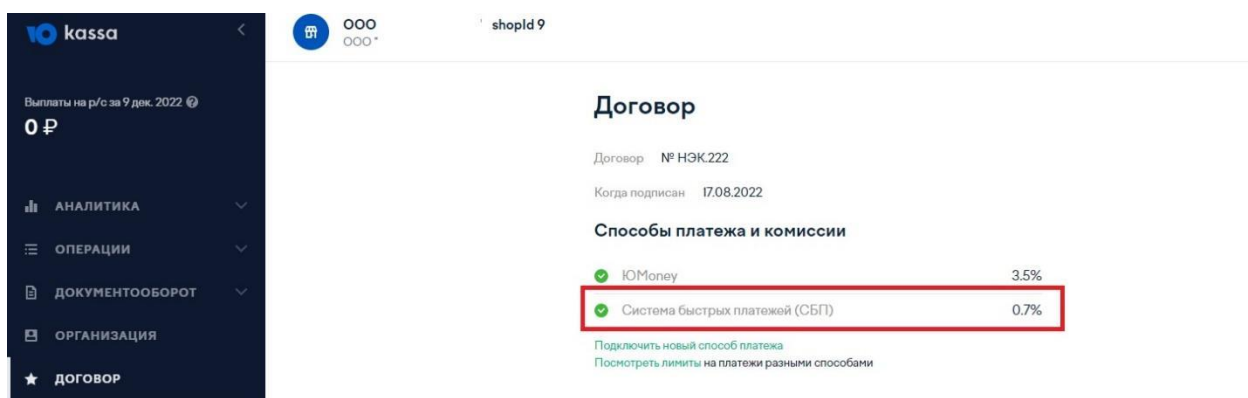 Ю kassa
ООО ' shopId 9
ООО "
Выплаты на р/с за 9 дек. 2022
0 ₽
АНАЛИТИКА
ОПЕРАЦИИ
ДОКУМЕНТООБОРОТ
ОРГАНИЗАЦИЯ
ДОГОВОР
Договор
Договор № НЭК.222
Когда подписан 17.08.2022
Способы платежа и комиссии
ЮMoney 3.5%
Система быстрых платежей (СБП) 0.7%
Подключить новый способ платежа
Посмотреть лимиты на платежи разными способами